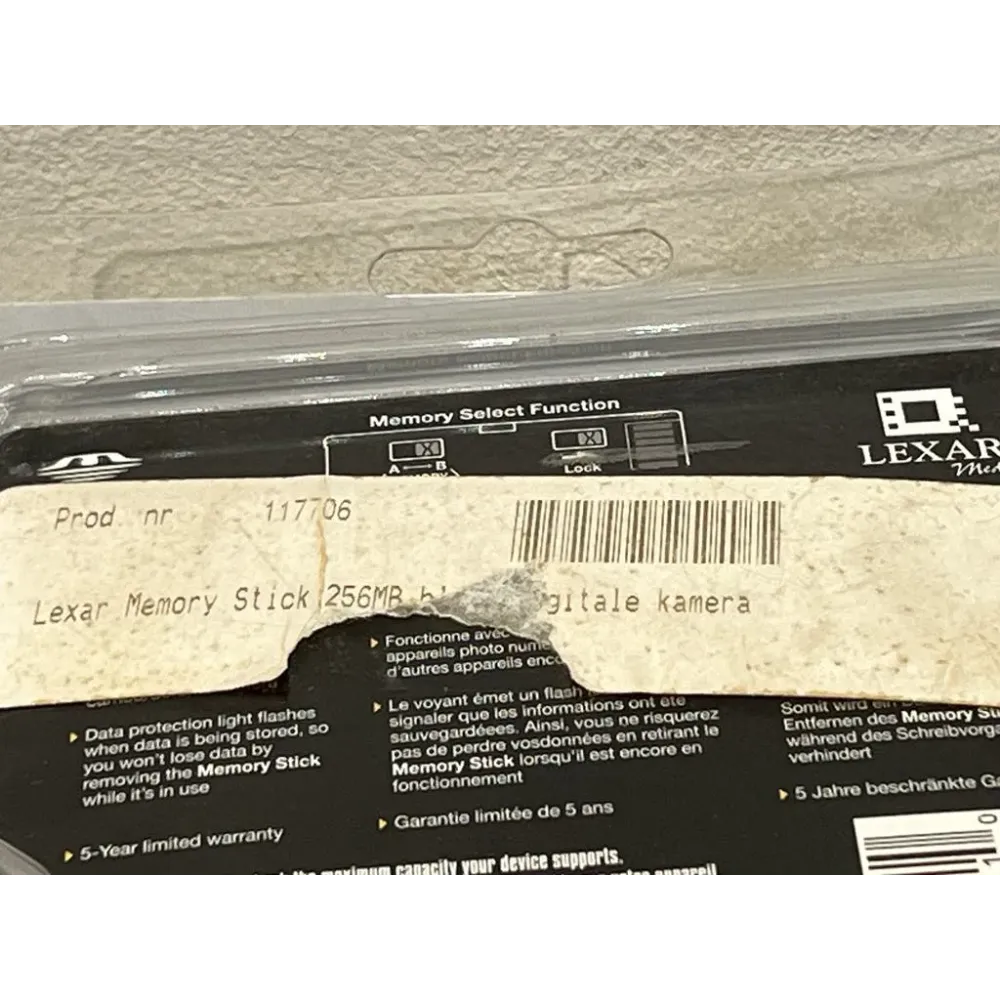 Memory Select Function
A B
Lock
LEXAR
Prod. nr 117706
Lexar Memory Stick 256MB gitale kamera
Data protection light flashes
when data is being stored, so
you won't lose data by
removing the Memory Stick
while it's in use
5-Year limited warranty
Fonctionne avec
appareils photo
d'autres appareils
Le voyant émet un flash
signaler que les informations ont été
sauvegardéees. Ainsi, vous ne risquerez
pas de perdre vosdonnées en retirant le
Memory Stick lorsqu'il est encore en
fonctionnement
Garantie limitée de 5 ans
Somit wird
Entfernen des Memory
während des
verhindert
5 Jahre beschränkte
the maximum capacity your device supports.
appareil